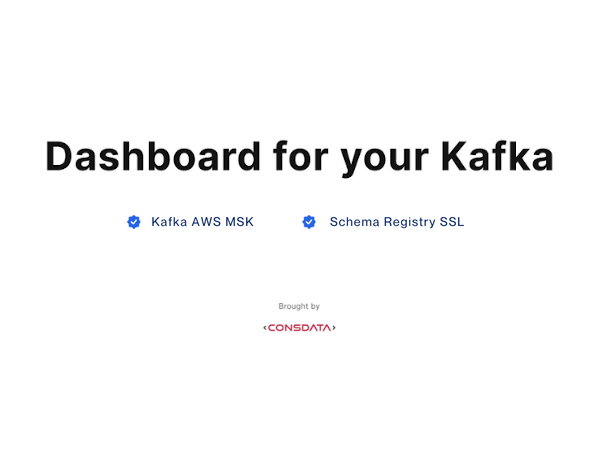 Dashboard for your Kafka
Kafka AWS MSK
Schema Registry SSL
Brought by
<CONSDATA>